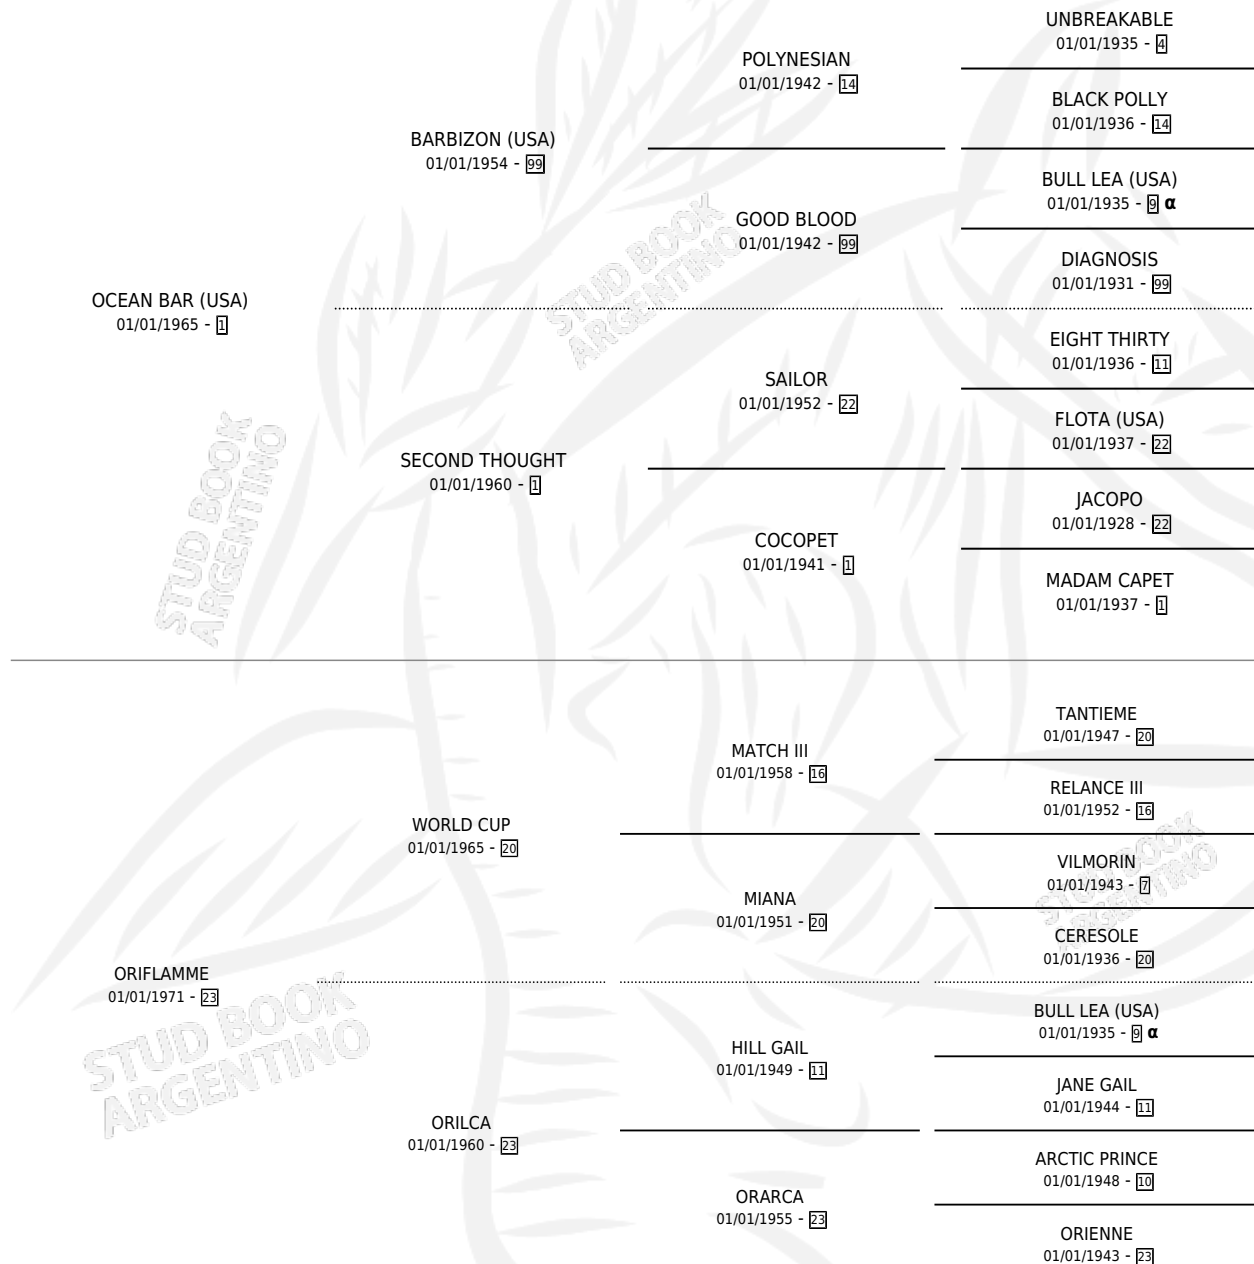 UNBREAKABLE
01/01/1935 - 4
POLYNESIAN
01/01/1942 - 14
BLACK POLLY
01/01/1936 - 14
BARBIZON (USA)
01/01/1954 - 99
BULL LEA (USA)
01/01/1935 - 9 α
GOOD BLOOD
01/01/1942 - 99
DIAGNOSIS
01/01/1931 - 99
OCEAN BAR (USA)
01/01/1965 - 1
EIGHT THIRTY
01/01/1936 - 11
SAILOR
01/01/1952 - 22
FLOTA (USA)
01/01/1937 - 22
SECOND THOUGHT
01/01/1960 - 1
JACOPO
01/01/1928 - 22
COCOPET
01/01/1941 - 1
MADAM CAPET
01/01/1937 - 1
TANTIEME
01/01/1947 - 20
MATCH III
01/01/1958 - 16
RELANCE III
01/01/1952 - 16
WORLD CUP
01/01/1965 - 20
VILMORIN
01/01/1943 - 7
MIANA
01/01/1951 - 20
CERESOLE
01/01/1936 - 20
ORIFLAMME
01/01/1971 - 23
BULL LEA (USA)
01/01/1935 - 9 α
HILL GAIL
01/01/1949 - 11
JANE GAIL
01/01/1944 - 11
ORILCA
01/01/1960 - 23
ARCTIC PRINCE
01/01/1948 - 10
ORARCA
01/01/1955 - 23
ORIENNE
01/01/1943 - 23
STUD BOOK
ARGENTINO
STUD BOOK
ARGENTINO
STUD BOOK
ARGENTINO
STUD BOOK
ARGENTINO